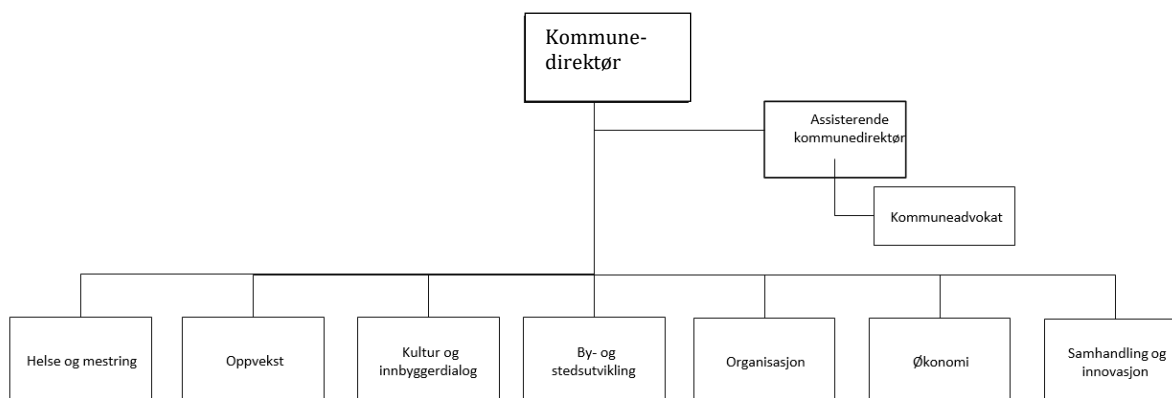 Kommune-
direktør
Assisterende
kommunedirektør
Kommuneadvokat
Helse og mestring
Oppvekst
Kultur og
innbyggerdialog
By- og
stedsutvikling
Organisasjon
Økonomi
Samhandling og
innovasjon